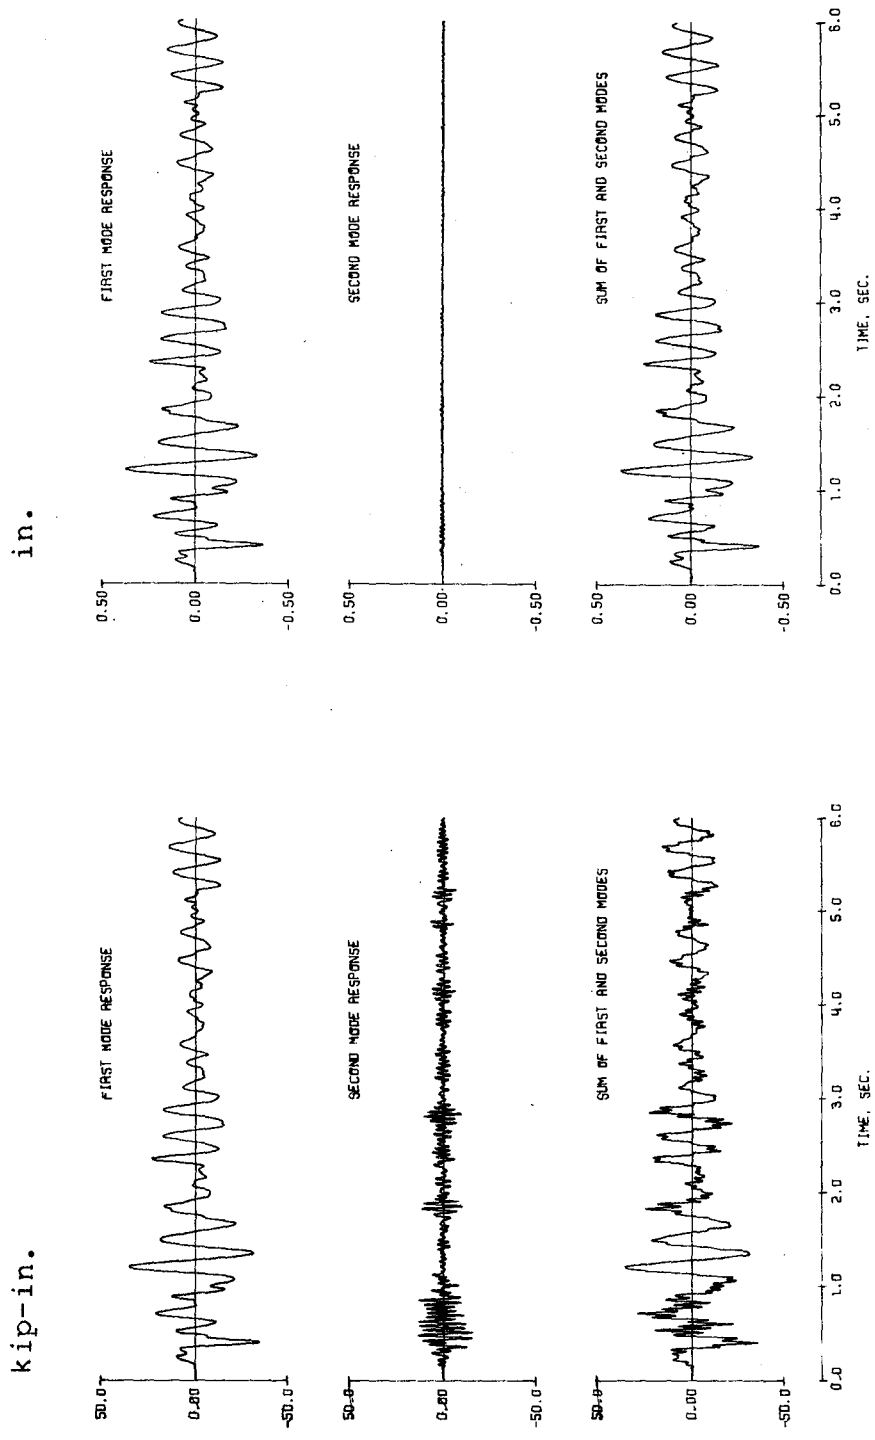 kip-in.
50.0
0.00
-50.0
FIRST MODE RESPONSE
50.0
0.00
-50.0
SECOND MODE RESPONSE
50.0
0.00
-50.0
SUM OF FIRST AND SECOND MODES
0.0 1.0 2.0 3.0 4.0 5.0 6.0
TIME, SEC.
in.
0.50
0.00
-0.50
FIRST MODE RESPONSE
0.50
0.00
-0.50
SECOND MODE RESPONSE
0.50
0.00
-0.50
SUM OF FIRST AND SECOND MODES
0.0 1.0 2.0 3.0 4.0 5.0 6.0
TIME, SEC.